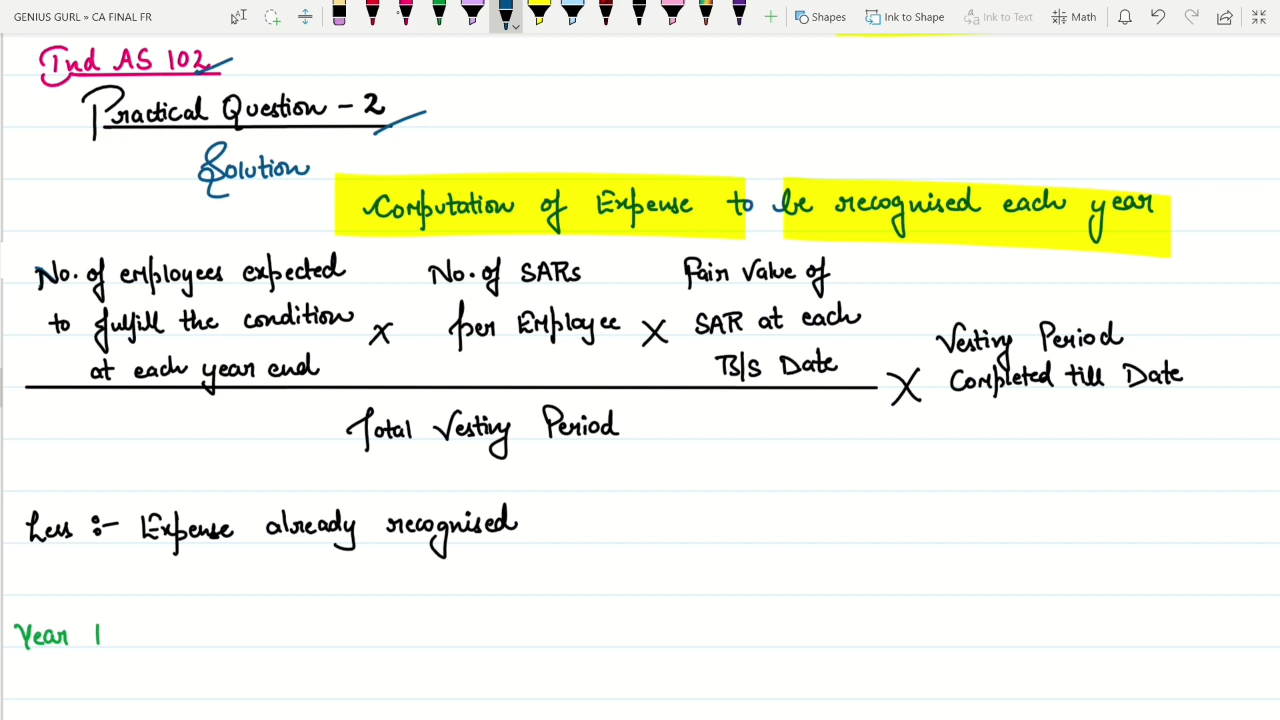 GENIUS GURL » CA FINAL FR
Shapes Ink to Shape Ink to Text Math
Ind AS 102
Practical Question - 2
Solution
Computation of Expense to be recognised each year
No. of employees expected No. of SARs Fair Value of
to fulfill the condition x per Employee x SAR at each
at each year end B/S Date
x Vesting Period
Completed till Date
Total Vesting Period
Less :- Expense already recognised
Year 1